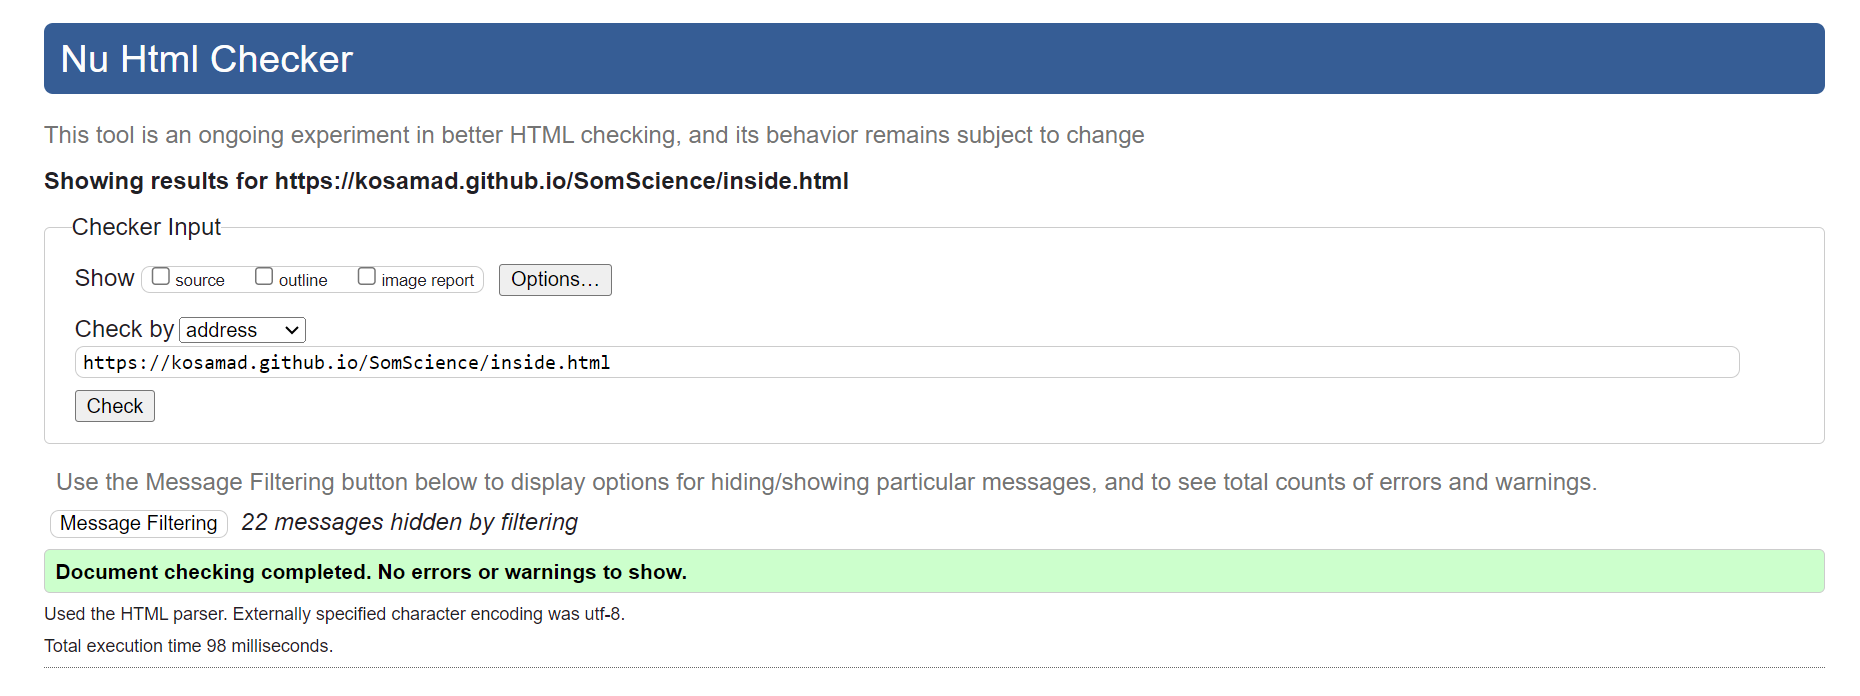 Nu Html Checker
This tool is an ongoing experiment in better HTML checking, and its behavior remains subject to change
Showing results for https://kosamad.github.io/SomScience/inside.html
Checker Input
Show source outline image report Options...
Check by address
https://kosamad.github.io/SomScience/inside.html
Check
Use the Message Filtering button below to display options for hiding/showing particular messages, and to see total counts of errors and warnings.
Message Filtering 22 messages hidden by filtering
Document checking completed. No errors or warnings to show.
Used the HTML parser. Externally specified character encoding was utf-8.
Total execution time 98 milliseconds.